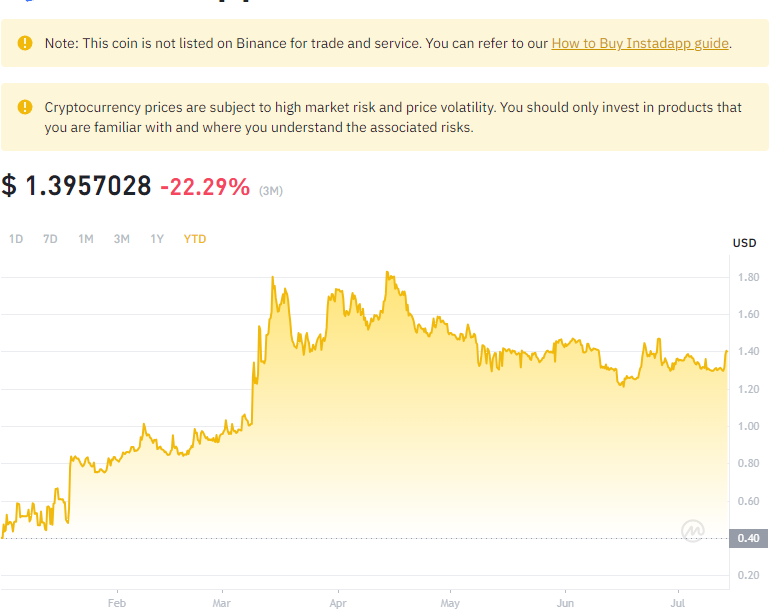 Note: This coin is not listed on Binance for trade and service. You can refer to our How to Buy Instadapp guide.
Cryptocurrency prices are subject to high market risk and price volatility. You should only invest in products that
you are familiar with and where you understand the associated risks.
$ 1.3957028 -22.29% (3M)
1D 7D 1M 3M 1Y YTD
USD
1.80
1.60
1.40
1.20
1.00
0.80
0.60
0.40
0.20
Feb Mar Apr May Jun Jul